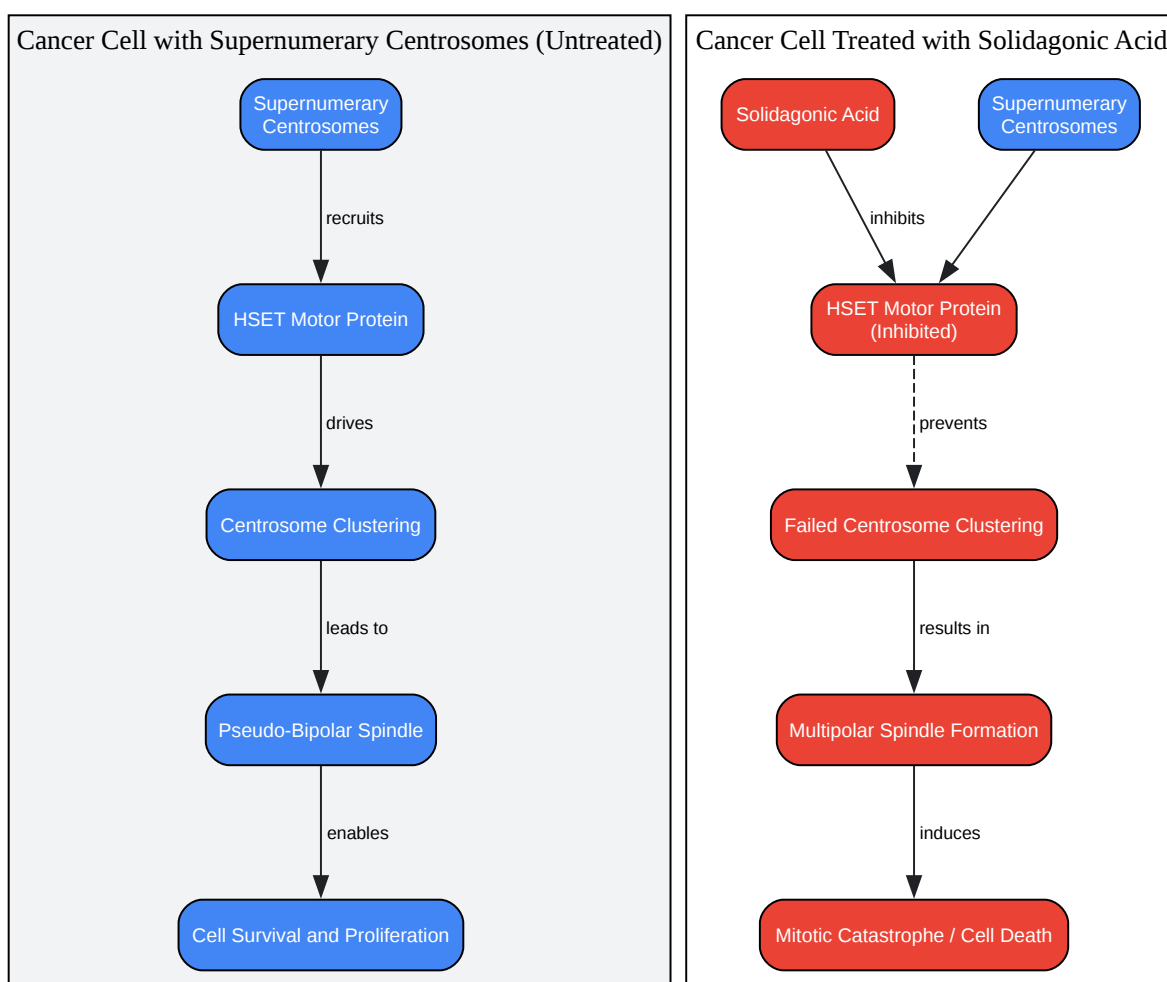 Cancer Cell with Supernumerary Centrosomes (Untreated)
Supernumerary
Centrosomes
recruits
HSET Motor Protein
drives
Centrosome Clustering
leads to
Pseudo-Bipolar Spindle
enables
Cell Survival and Proliferation
Cancer Cell Treated with Solidagonic Acid
Solidagonic Acid
Supernumerary
Centrosomes
inhibits
HSET Motor Protein
(Inhibited)
prevents
Failed Centrosome Clustering
results in
Multipolar Spindle Formation
induces
Mitotic Catastrophe / Cell Death